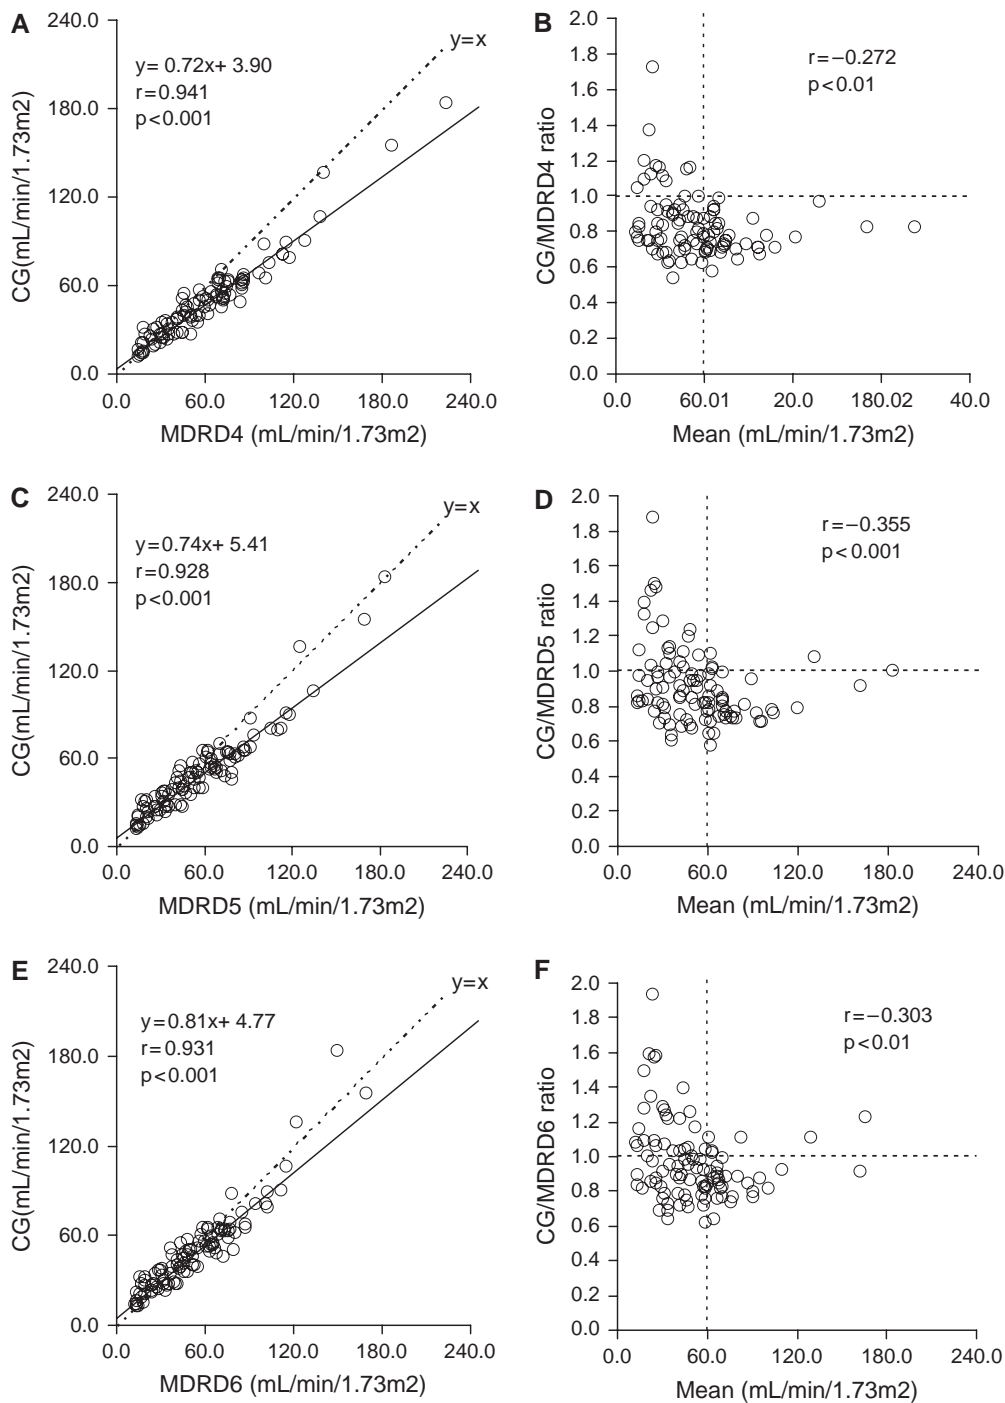 A
240.0
180.0
120.0
60.0
0.0
CG(mL/min/1.73m2)
y= 0.72x+ 3.90
r=0.941
p<0.001
y=x
0.0 60.0 120.0 180.0 240.0
MDRD4 (mL/min/1.73m2)
B
2.0
1.8
1.6
1.4
1.2
1.0
0.8
0.6
0.4
0.2
0.0
CG/MDRD4 ratio
r=−0.272
p<0.01
0.0 60.01 20.0 180.02 40.0
Mean (mL/min/1.73m2)
C
240.0
180.0
120.0
60.0
0.0
CG(mL/min/1.73m2)
y=0.74x+ 5.41
r=0.928
p<0.001
y=x
0.0 60.0 120.0 180.0 240.0
MDRD5 (mL/min/1.73m2)
D
2.0
1.8
1.6
1.4
1.2
1.0
0.8
0.6
0.4
0.2
0.0
CG/MDRD5 ratio
r=−0.355
p<0.001
0.0 60.0 120.0 180.0 240.0
Mean (mL/min/1.73m2)
E
240.0
180.0
120.0
60.0
0.0
CG(mL/min/1.73m2)
y=0.81x+ 4.77
r=0.931
p<0.001
y=x
0.0 60.0 120.0 180.0 240.0
MDRD6 (mL/min/1.73m2)
F
2.0
1.8
1.6
1.4
1.2
1.0
0.8
0.6
0.4
0.2
0.0
CG/MDRD6 ratio
r=−0.303
p<0.01
0.0 60.0 120.0 180.0 240.0
Mean (mL/min/1.73m2)